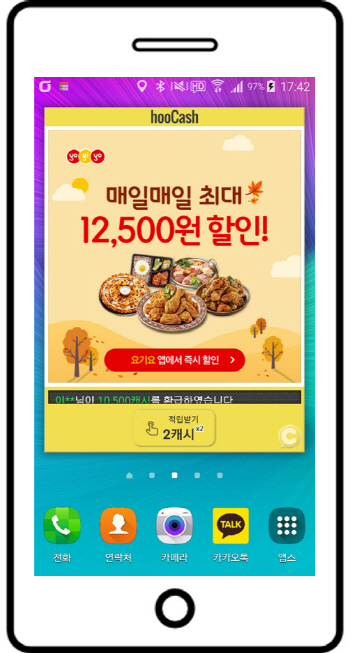 HD 97% 17:42
hooCash
yo gi yo
매일매일 최대
12,500원 할인!
요기요 앱에서 즉시 할인 >
이**님이 10,500캐시를 환급하였습니다
적립받기
2캐시 x2
TALK
전화 연락처 카메라 카카오톡 앱스